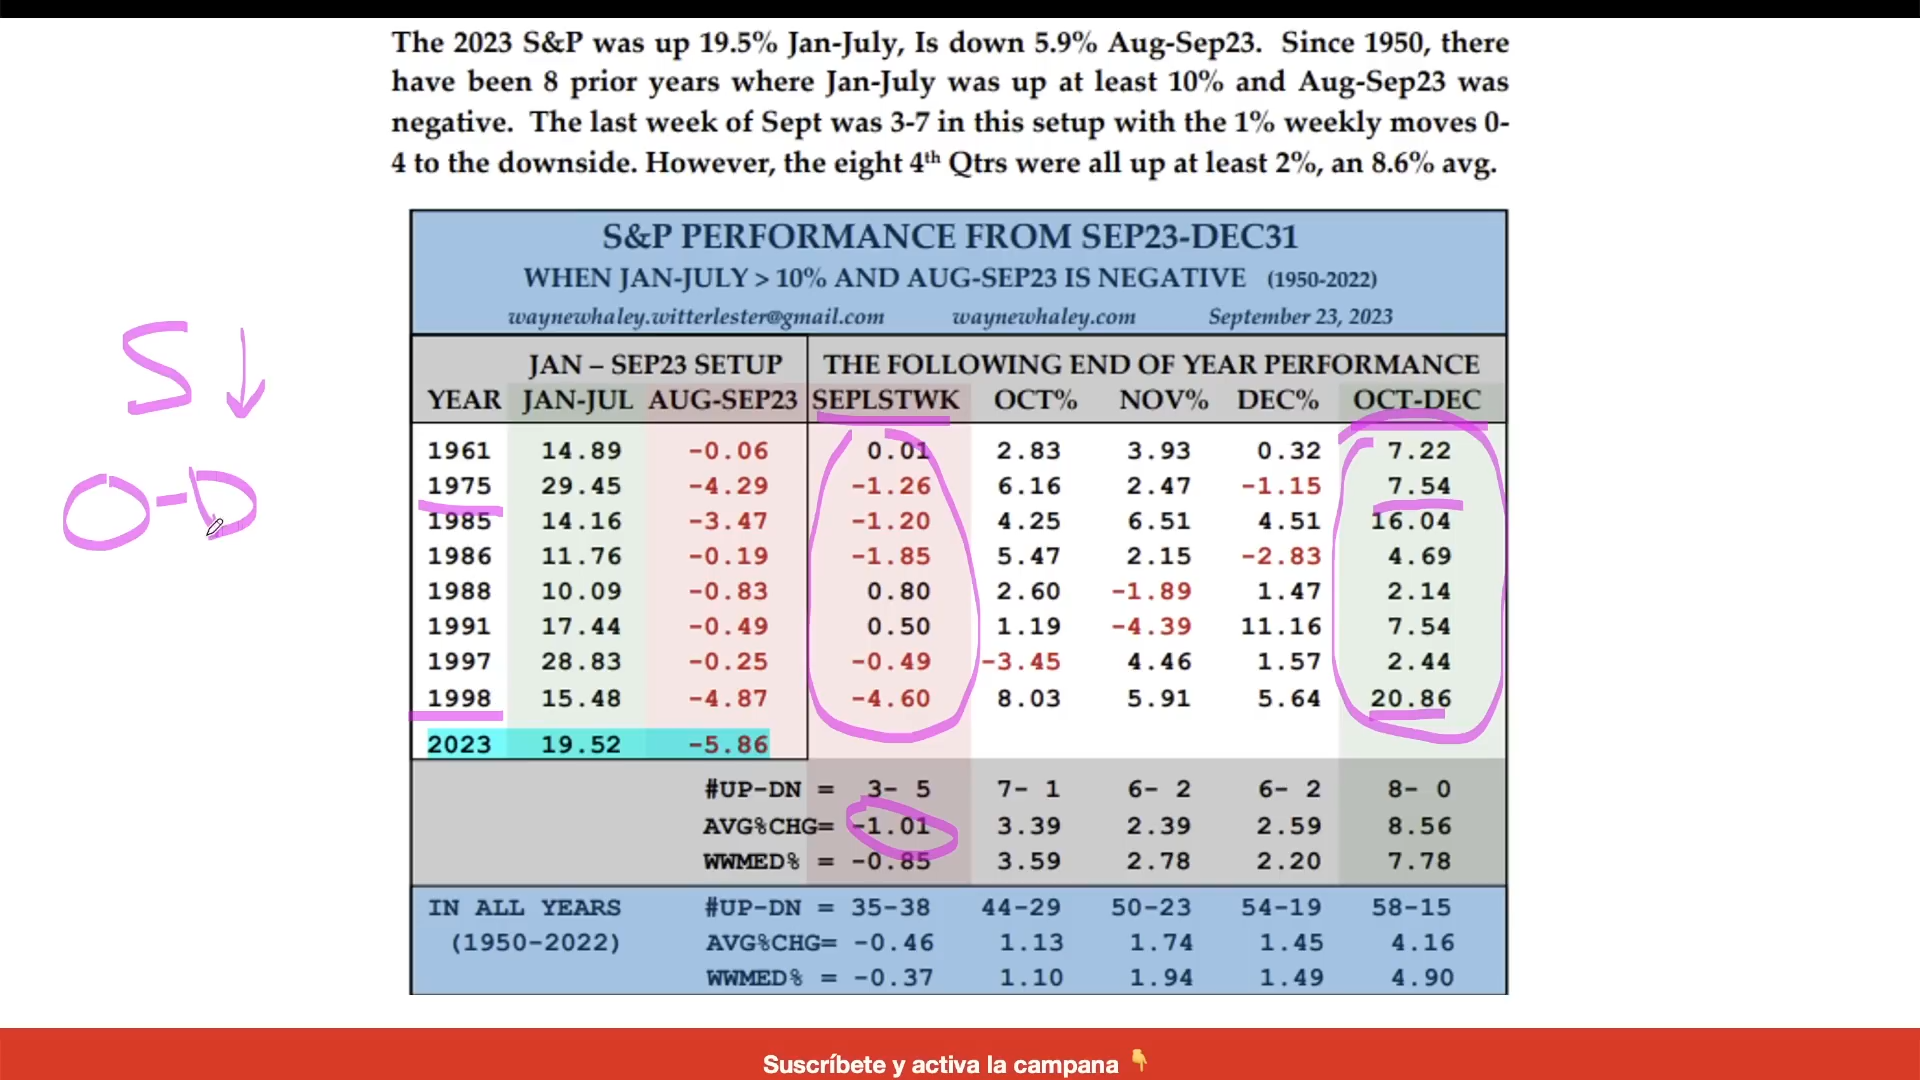 The 2023 S&P was up 19.5% Jan-July, Is down 5.9% Aug-Sep23. Since 1950, there
have been 8 prior years where Jan-July was up at least 10% and Aug-Sep23 was
negative. The last week of Sept was 3-7 in this setup with the 1% weekly moves 0-
4 to the downside. However, the eight 4th Qtrs were all up at least 2%, an 8.6% avg.
S&P PERFORMANCE FROM SEP23-DEC31
WHEN JAN-JULY > 10% AND AUG-SEP23 IS NEGATIVE (1950-2022)
waynewhaley.witterlester@gmail.com waynewhaley.com September 23, 2023
JAN – SEP23 SETUP THE FOLLOWING END OF YEAR PERFORMANCE
YEAR JAN-JUL AUG-SEP23 SEPLSTWK OCT% NOV% DEC% OCT-DEC
1961 14.89 -0.06 0.01 2.83 3.93 0.32 7.22
1975 29.45 -4.29 -1.26 6.16 2.47 -1.15 7.54
1985 14.16 -3.47 -1.20 4.25 6.51 4.51 16.04
1986 11.76 -0.19 -1.85 5.47 2.15 -2.83 4.69
1988 10.09 -0.83 0.80 2.60 -1.89 1.47 2.14
1991 17.44 -0.49 0.50 1.19 -4.39 11.16 7.54
1997 28.83 -0.25 -0.49 -3.45 4.46 1.57 2.44
1998 15.48 -4.87 -4.60 8.03 5.91 5.64 20.86
2023 19.52 -5.86
#UP-DN = 3- 5 7- 1 6- 2 6- 2 8- 0
AVG%CHG= -1.01 3.39 2.39 2.59 8.56
WWMED% = -0.85 3.59 2.78 2.20 7.78
IN ALL YEARS #UP-DN = 35-38 44-29 50-23 54-19 58-15
(1950-2022) AVG%CHG= -0.46 1.13 1.74 1.45 4.16
WWMED% = -0.37 1.10 1.94 1.49 4.90
S ↓
O-D
Suscríbete y activa la campana 👇